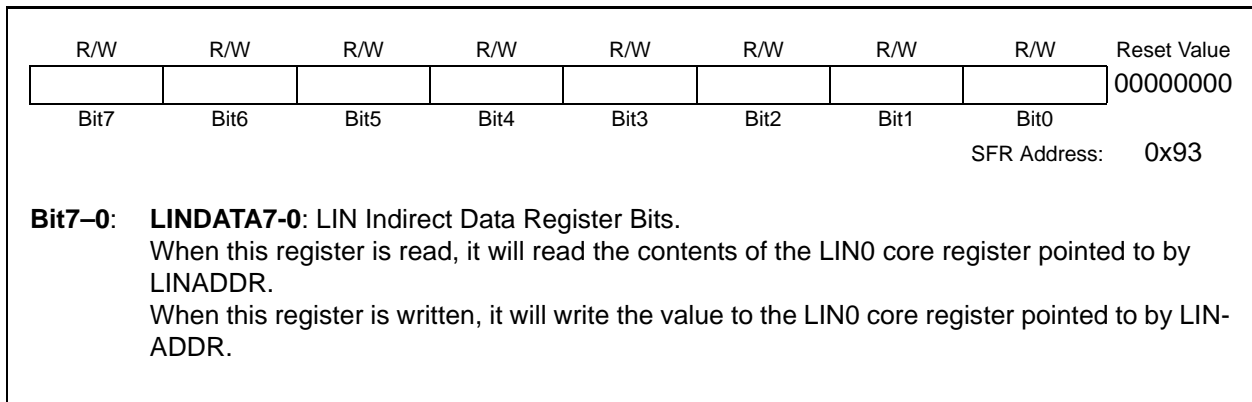 R/W R/W R/W R/W R/W R/W R/W R/W Reset Value
00000000
Bit7 Bit6 Bit5 Bit4 Bit3 Bit2 Bit1 Bit0
SFR Address: 0x93
Bit7–0: LINDATA7-0: LIN Indirect Data Register Bits.
When this register is read, it will read the contents of the LIN0 core register pointed to by
LINADDR.
When this register is written, it will write the value to the LIN0 core register pointed to by LIN-
ADDR.